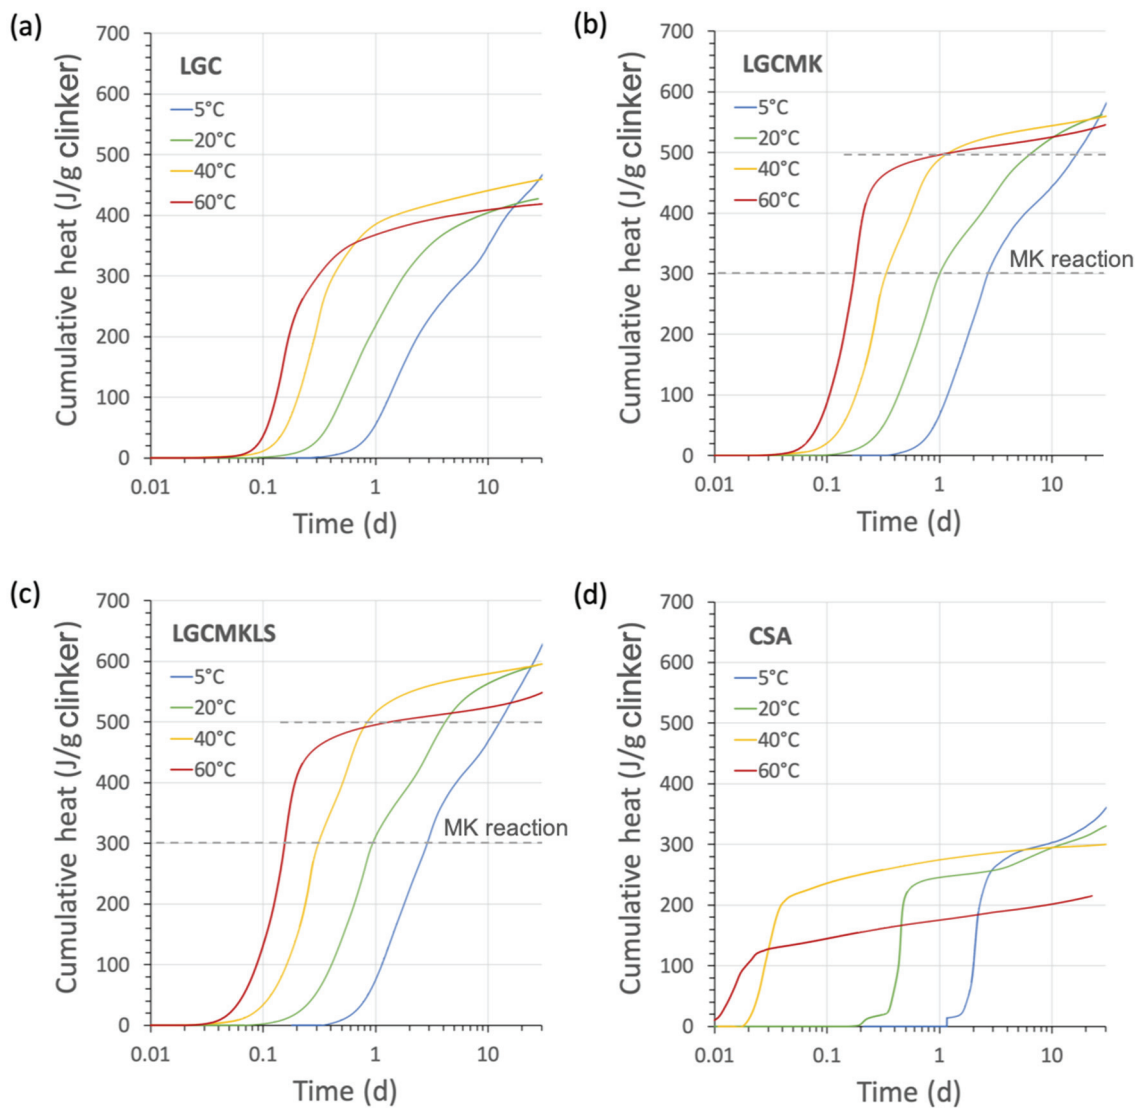 (a)
LGC
5°C
20°C
40°C
60°C
Cumulative heat (J/g clinker)
700
600
500
400
300
200
100
0
0.01
0.1
1
10
Time (d)
(b)
LGCMK
5°C
20°C
40°C
60°C
MK reaction
Cumulative heat (J/g clinker)
700
600
500
400
300
200
100
0
0.01
0.1
1
10
Time (d)
(c)
LGCMKLS
5°C
20°C
40°C
60°C
MK reaction
Cumulative heat (J/g clinker)
700
600
500
400
300
200
100
0
0.01
0.1
1
10
Time (d)
(d)
CSA
5°C
20°C
40°C
60°C
Cumulative heat (J/g clinker)
700
600
500
400
300
200
100
0
0.01
0.1
1
10
Time (d)